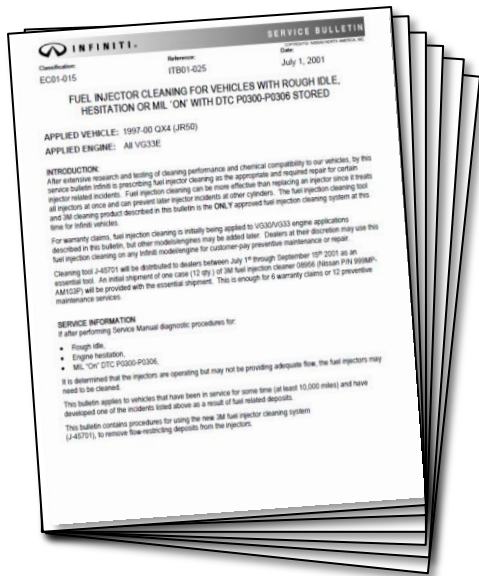 INFINITI®
SERVICE BULLETIN
COPYRIGHT© NISSAN NORTH AMERICA, INC.
Classification:
Reference:
Date:
EC01-015
ITB01-025
July 1, 2001
FUEL INJECTOR CLEANING FOR VEHICLES WITH ROUGH IDLE,
HESITATION OR MIL 'ON' WITH DTC P0300-P0306 STORED
APPLIED VEHICLE: 1997-00 QX4 (JR50)
APPLIED ENGINE: All VG33E
INTRODUCTION:
After extensive research and testing of cleaning performance and chemical compatibility to our vehicles, by this
service bulletin Infiniti is prescribing fuel injector cleaning as the appropriate and required repair for certain
injector related incidents. Fuel injection cleaning can be more effective than replacing an injector since it treats
all injectors at once and can prevent later injector incidents at other cylinders. The fuel injection cleaning tool
and 3M cleaning product described in this bulletin is the ONLY approved fuel injection cleaning system at this
time for Infiniti vehicles.
For warranty claims, fuel injection cleaning is initially being applied to VG30/VG33 engine applications
described in this bulletin, but other models/engines may be added later. Dealers at their discretion may use this
fuel injection cleaning on any Infiniti model/engine for customer-pay preventive maintenance or repair.
Cleaning tool J-45701 will be distributed to dealers between July 1st through September 15th 2001 as an
essential tool. An initial shipment of one case (12 qty.) of 3M fuel injection cleaner 08956 (Nissan P/N 999MP-
AM103P) will be provided with the essential shipment. This is enough for 6 warranty claims or 12 preventive
maintenance services.
SERVICE INFORMATION
If after performing Service Manual diagnostic procedures for:
• Rough idle,
• Engine hesitation,
• MIL "On" DTC P0300-P0306,
It is determined that the injectors are operating but may not be providing adequate flow, the fuel injectors may
need to be cleaned.
This bulletin applies to vehicles that have been in service for some time (at least 10,000 miles) and have
developed one of the incidents listed above as a result of fuel related deposits.
This bulletin contains procedures for using the new 3M fuel injector cleaning system
(J-45701), to remove flow-restricting deposits from the injectors.